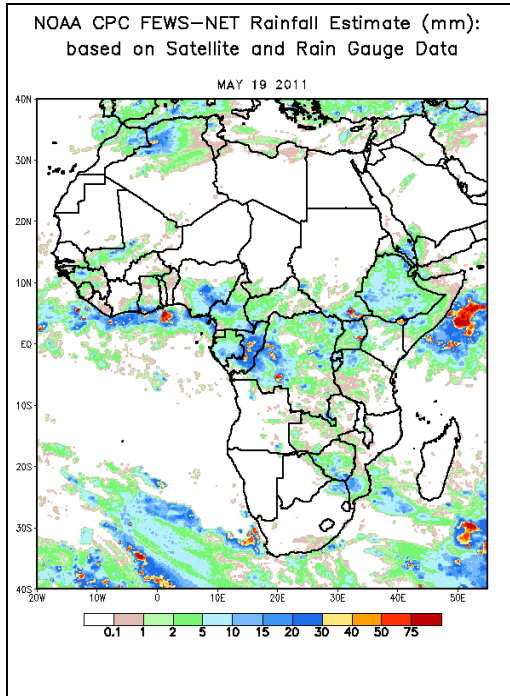 NOAA CPC FEWS-NET Rainfall Estimate (mm):
based on Satellite and Rain Gauge Data
MAY 19 2011
40N
30N
20N
10N
EQ
10S
20S
30S
40S
20W 10W 0 10E 20E 30E 40E 50E
0.1 1 2 5 10 15 20 30 40 50 75